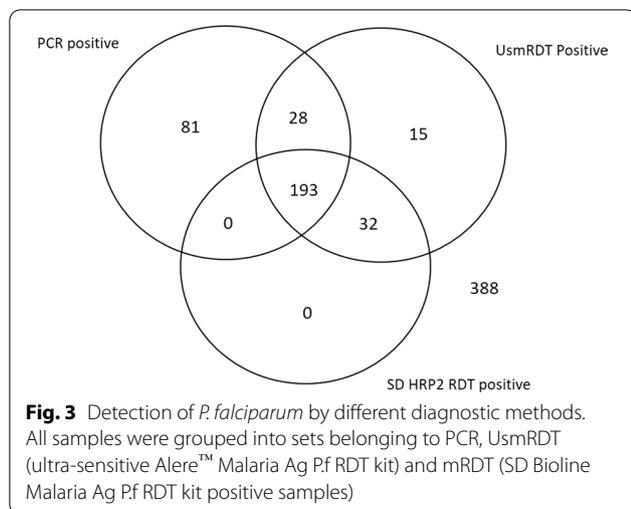 PCR positive
UsmRDT Positive
81
28
15
193
0
32
388
0
SD HRP2 RDT positive
Fig. 3 Detection of P. falciparum by different diagnostic methods.
All samples were grouped into sets belonging to PCR, UsmRDT
(ultra-sensitive Alere™ Malaria Ag P.f RDT kit) and mRDT (SD Bioline
Malaria Ag P.f RDT kit positive samples)